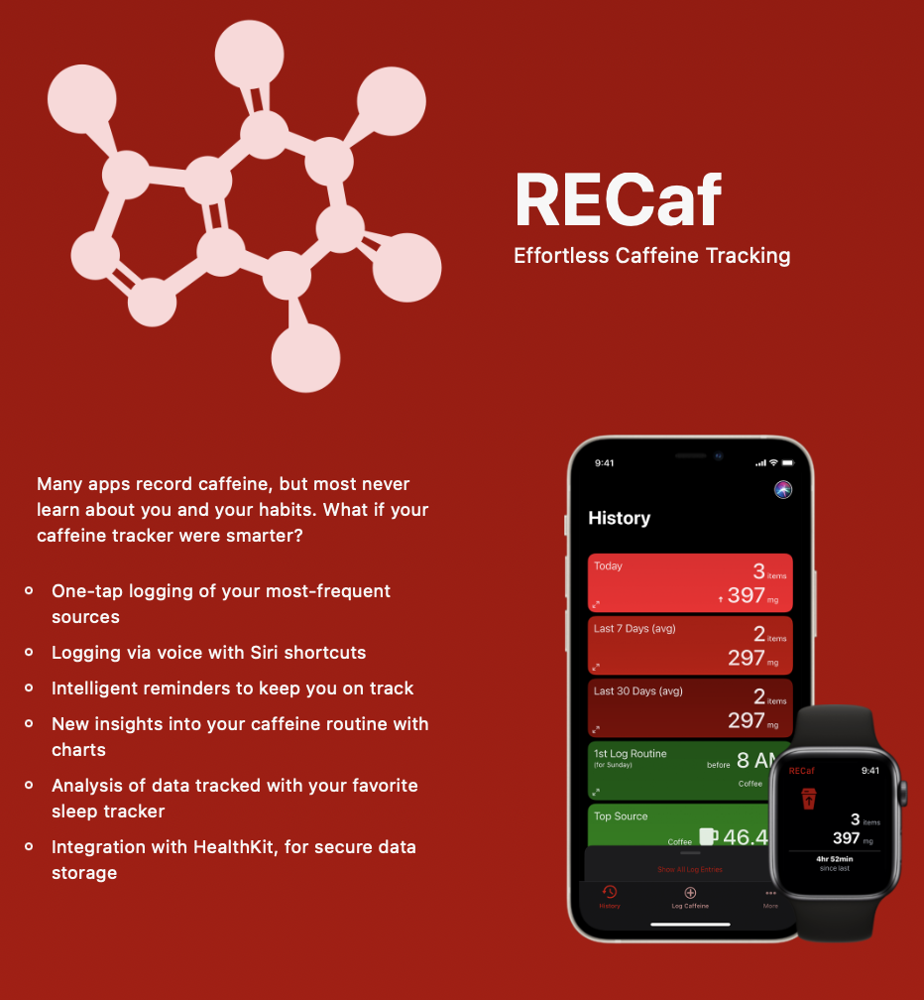 RECaf
Effortless Caffeine Tracking
Many apps record caffeine, but most never
learn about you and your habits. What if your
caffeine tracker were smarter?
One-tap logging of your most-frequent
sources
Logging via voice with Siri shortcuts
Intelligent reminders to keep you on track
New insights into your caffeine routine with
charts
Analysis of data tracked with your favorite
sleep tracker
Integration with HealthKit, for secure data
storage
9:41
History
Today
3 items
↑ 397 mg
Last 7 Days (avg)
2 items
297 mg
Last 30 Days (avg)
2 items
297 mg
1st Log Routine
(for Sunday)
before 8 AM
Coffee
Top Source
Coffee 46.4
Show All Log Entries
History
Log Caffeine
More
RECaf 9:41
3 items
397 mg
4hr 52min
since last